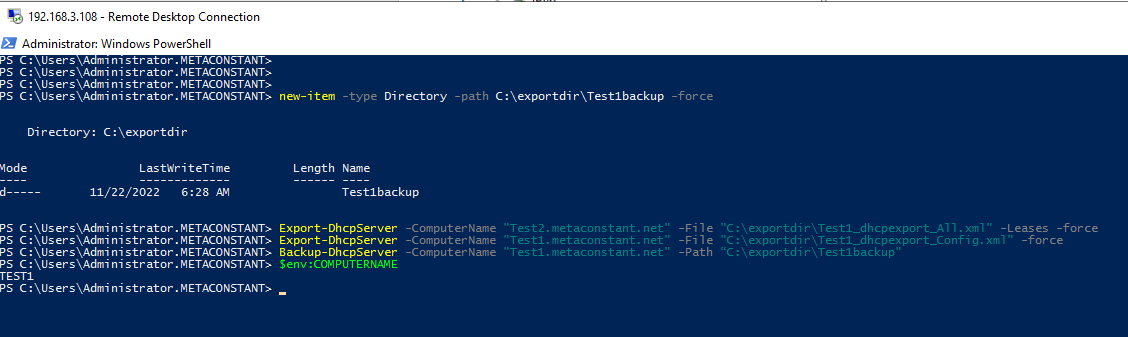 192.168.3.108 - Remote Desktop Connection
Administrator: Windows PowerShell
PS C:\Users\Administrator.METACONSTANT>
PS C:\Users\Administrator.METACONSTANT>
PS C:\Users\Administrator.METACONSTANT>
PS C:\Users\Administrator.METACONSTANT> new-item -type Directory -path C:\exportdir\Test1backup -force
Directory: C:\exportdir
Mode LastWriteTime Length Name
---- ------------- ------ ----
d----- 11/22/2022 6:28 AM Test1backup
PS C:\Users\Administrator.METACONSTANT> Export-DhcpServer -ComputerName "Test2.metaconstant.net" -File "C:\exportdir\Test1_dhcpexport_All.xml" -Leases -force
PS C:\Users\Administrator.METACONSTANT> Export-DhcpServer -ComputerName "Test1.metaconstant.net" -File "C:\exportdir\Test1_dhcpexport_Config.xml" -force
PS C:\Users\Administrator.METACONSTANT> Backup-DhcpServer -ComputerName "Test1.metaconstant.net" -Path "C:\exportdir\Test1backup"
PS C:\Users\Administrator.METACONSTANT> $env:COMPUTERNAME
TEST1
PS C:\Users\Administrator.METACONSTANT> _